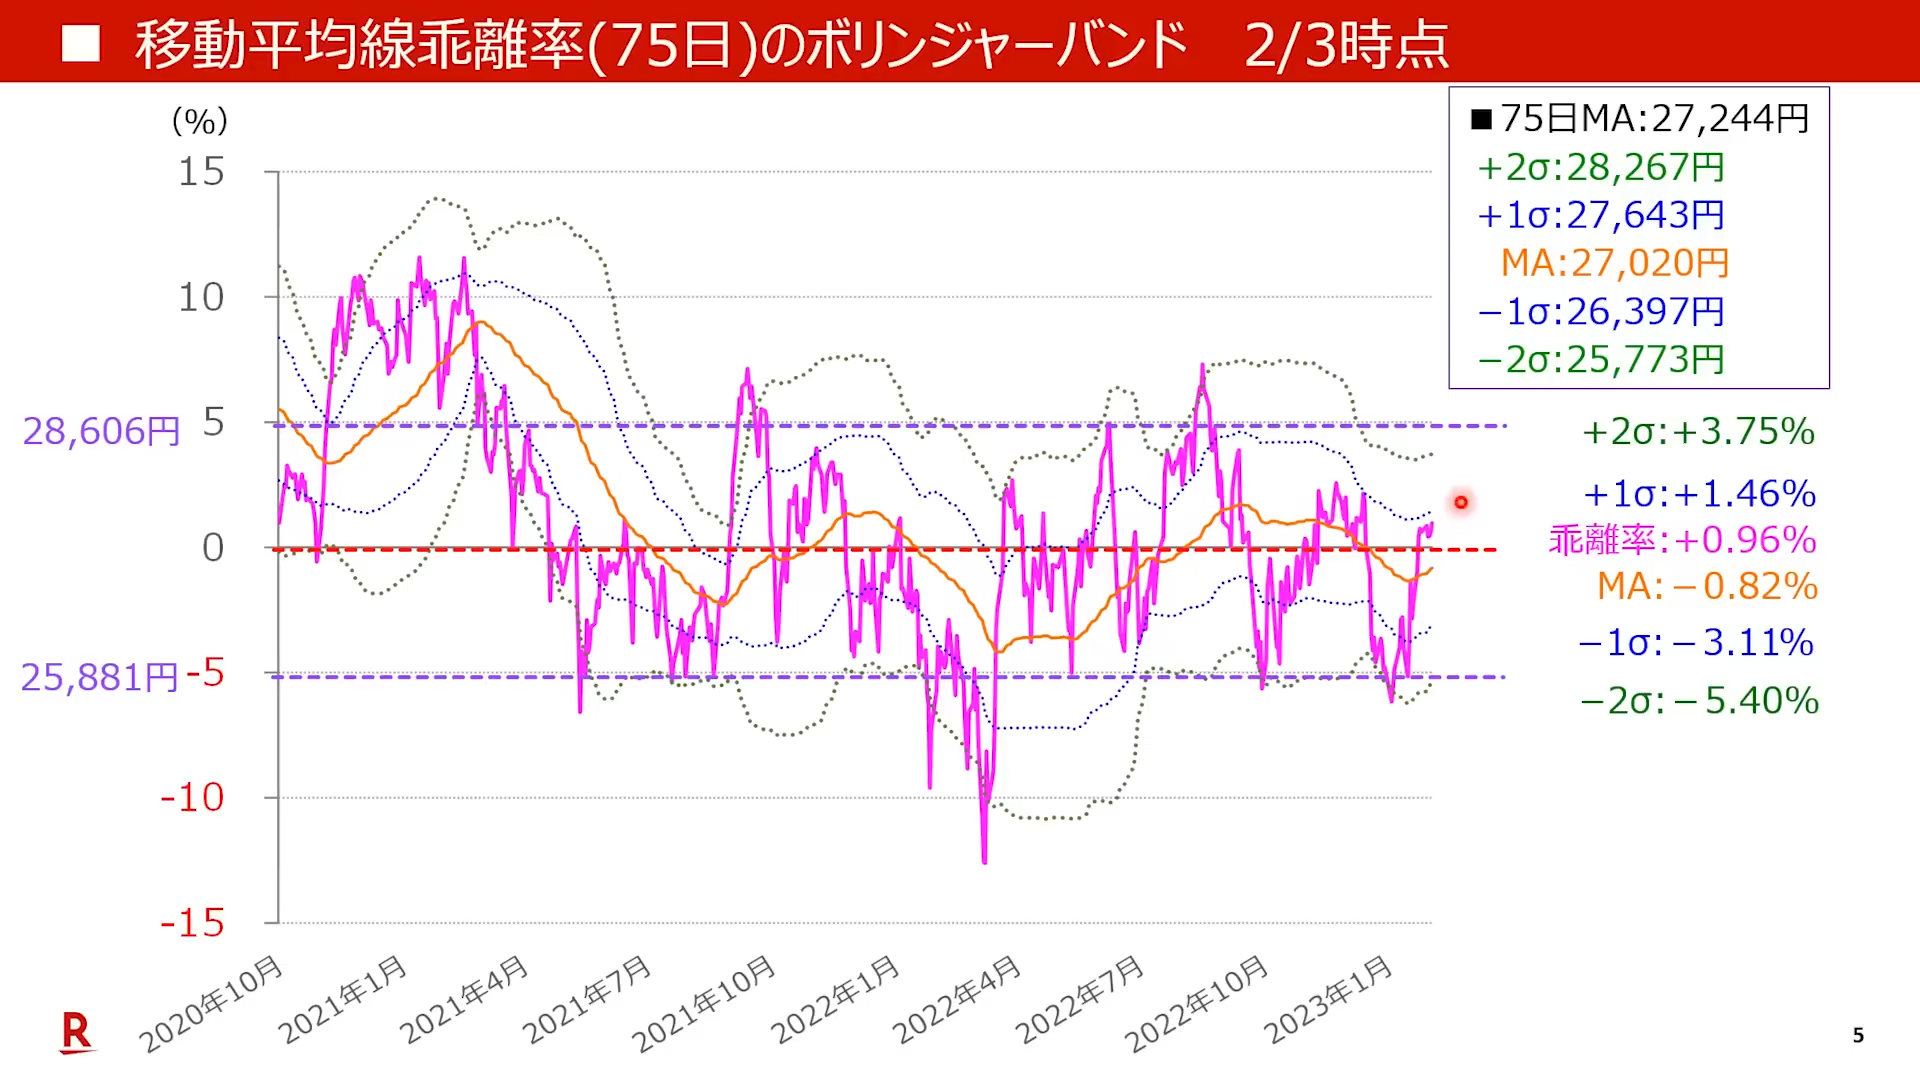 ■ 移動平均線乖離率(75日)のボリンジャーバンド 2/3時点
(%)
15
10
5
0
-5
-10
-15
28,606円
25,881円
■75日MA:27,244円
+2σ:28,267円
+1σ:27,643円
MA:27,020円
−1σ:26,397円
−2σ:25,773円
+2σ:+3.75%
+1σ:+1.46%
乖離率:+0.96%
MA:−0.82%
−1σ:−3.11%
−2σ:−5.40%
2020年10月
2021年1月
2021年4月
2021年7月
2021年10月
2022年1月
2022年4月
2022年7月
2022年10月
2023年1月
R
5